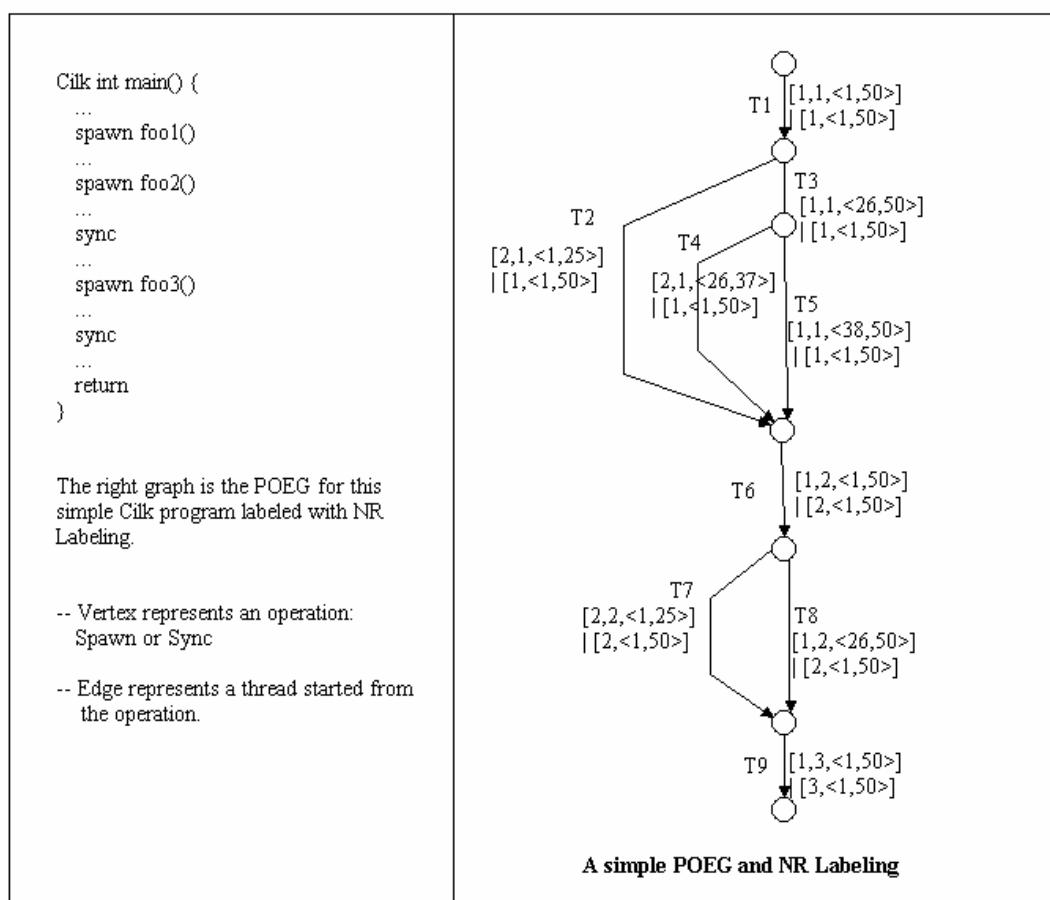 Cilk int main() {
...
spawn foo1()
...
spawn foo2()
...
sync
...
spawn foo3()
...
sync
...
return
}
The right graph is the POEG for this
simple Cilk program labeled with NR
Labeling.
-- Vertex represents an operation:
Spawn or Sync
-- Edge represents a thread started from
the operation.
T1
[1,1,<1,50>]
| [1,<1,50>]
T3
[1,1,<26,50>]
| [1,<1,50>]
T2
[2,1,<1,25>]
| [1,<1,50>]
T4
[2,1,<26,37>]
| [1,<1,50>]
T5
[1,1,<38,50>]
| [1,<1,50>]
T6
[1,2,<1,50>]
| [2,<1,50>]
T7
[2,2,<1,25>]
| [2,<1,50>]
T8
[1,2,<26,50>]
| [2,<1,50>]
T9
[1,3,<1,50>]
| [3,<1,50>]
A simple POEG and NR Labeling